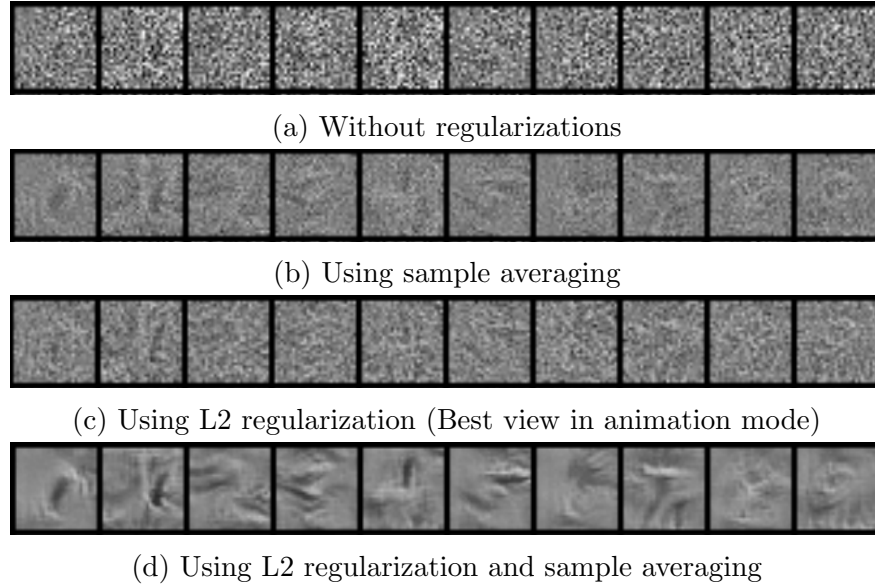 (a) Without regularizations
(b) Using sample averaging
(c) Using L2 regularization (Best view in animation mode)
(d) Using L2 regularization and sample averaging